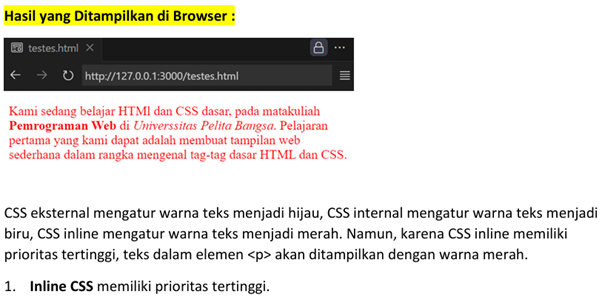 Hasil yang Ditampilkan di Browser :
testes.html
http://127.0.0.1:3000/testes.html
Kami sedang belajar HTMl dan CSS dasar, pada matakuliah
Pemrograman Web di Universsitas Pelita Bangsa. Pelajaran
pertama yang kami dapat adalah membuat tampilan web
sederhana dalam rangka mengenal tag-tag dasar HTML dan CSS.
CSS eksternal mengatur warna teks menjadi hijau, CSS internal mengatur warna teks menjadi
biru, CSS inline mengatur warna teks menjadi merah. Namun, karena CSS inline memiliki
prioritas tertinggi, teks dalam elemen <p> akan ditampilkan dengan warna merah.
1. Inline CSS memiliki prioritas tertinggi.